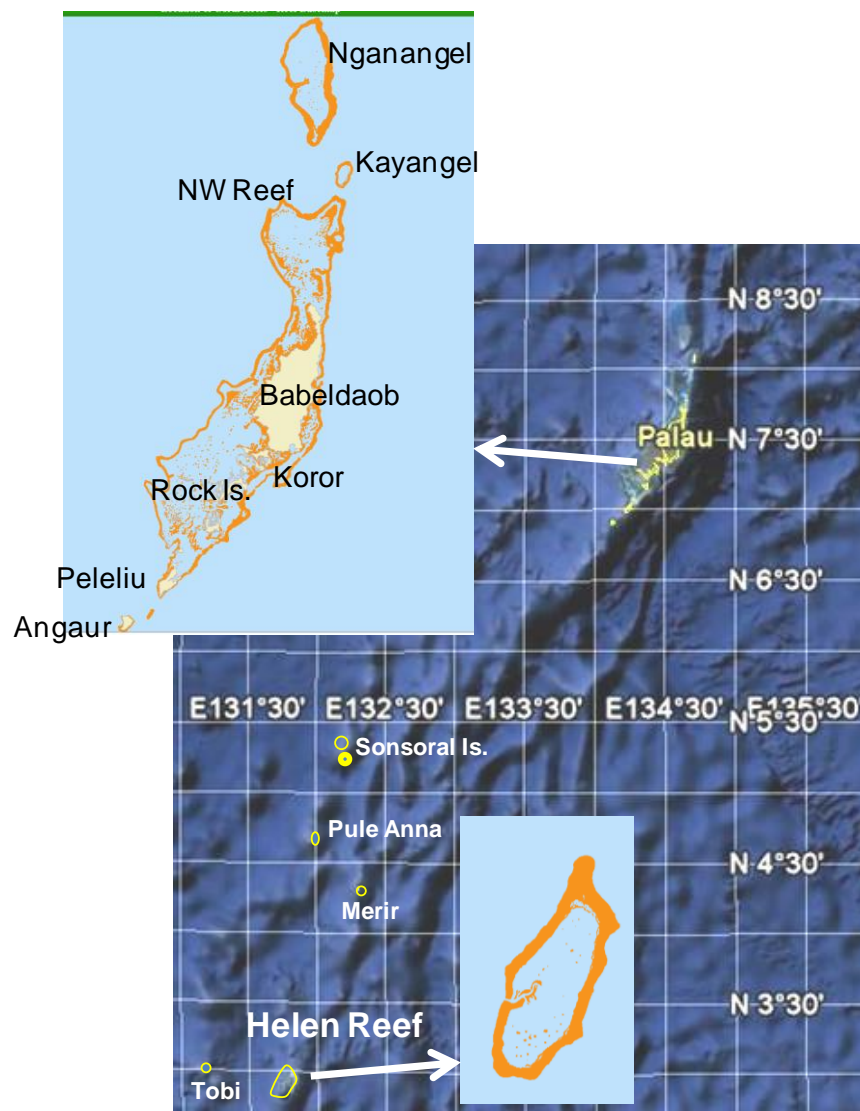 Nganangel
Kayangel
NW Reef
N 8°30'
Babeldaob
Palau
N 7°30'
Koror
Rock Is.
Peleliu
N 6°30'
Angaur
E131°30'
E132°30'
E133°30'
E134°30'
E135°30'
N 5°30'
Sonsoral Is.
Pule Anna
N 4°30'
Merir
N 3°30'
Helen Reef
Tobi